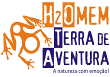 H2OMEM
TERRA DE
AVENTURA
A natureza com emoção!